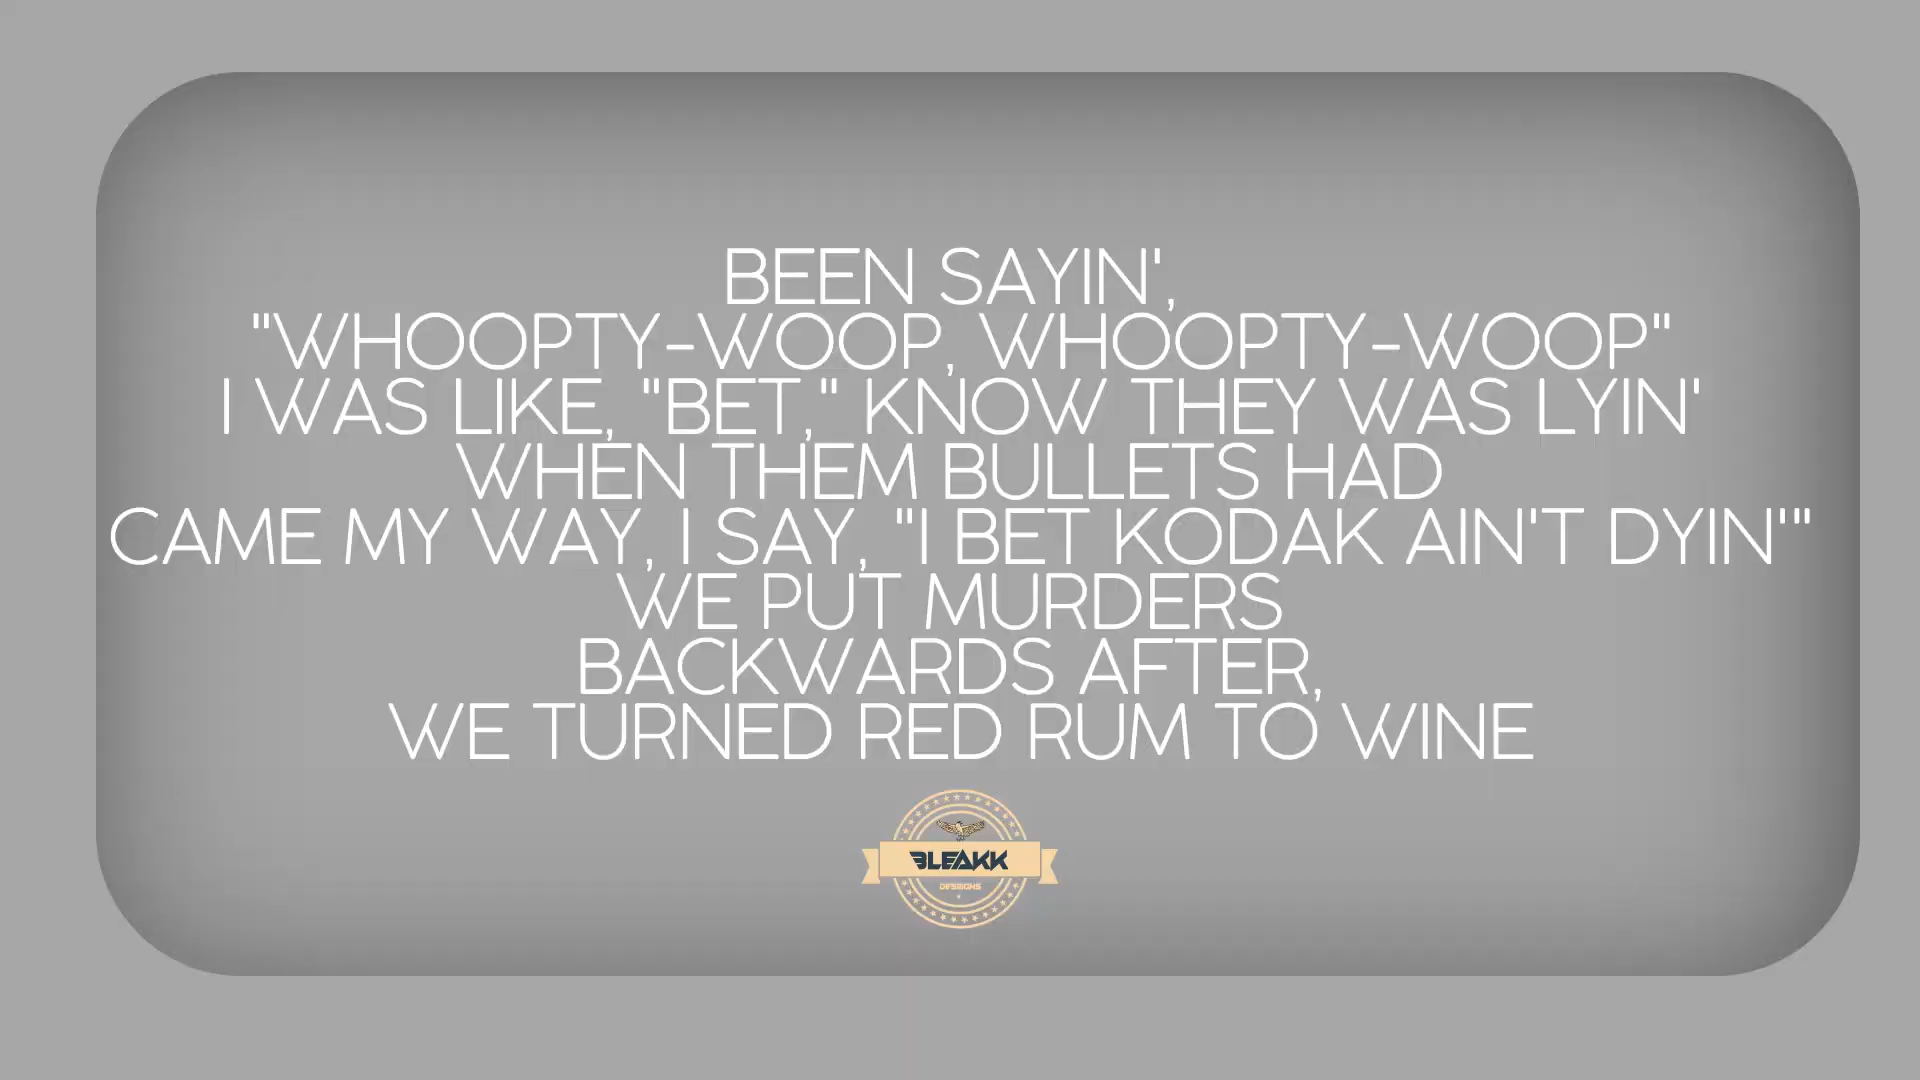 BEEN SAYIN',
"WHOOPTY-WOOP, WHOOPTY-WOOP"
I WAS LIKE, "BET," KNOW THEY WAS LYIN'
WHEN THEM BULLETS HAD
CAME MY WAY, I SAY, "I BET KODAK AIN'T DYIN'"
WE PUT MURDERS
BACKWARDS AFTER,
WE TURNED RED RUM TO WINE
BLEAKK
DESIGNS